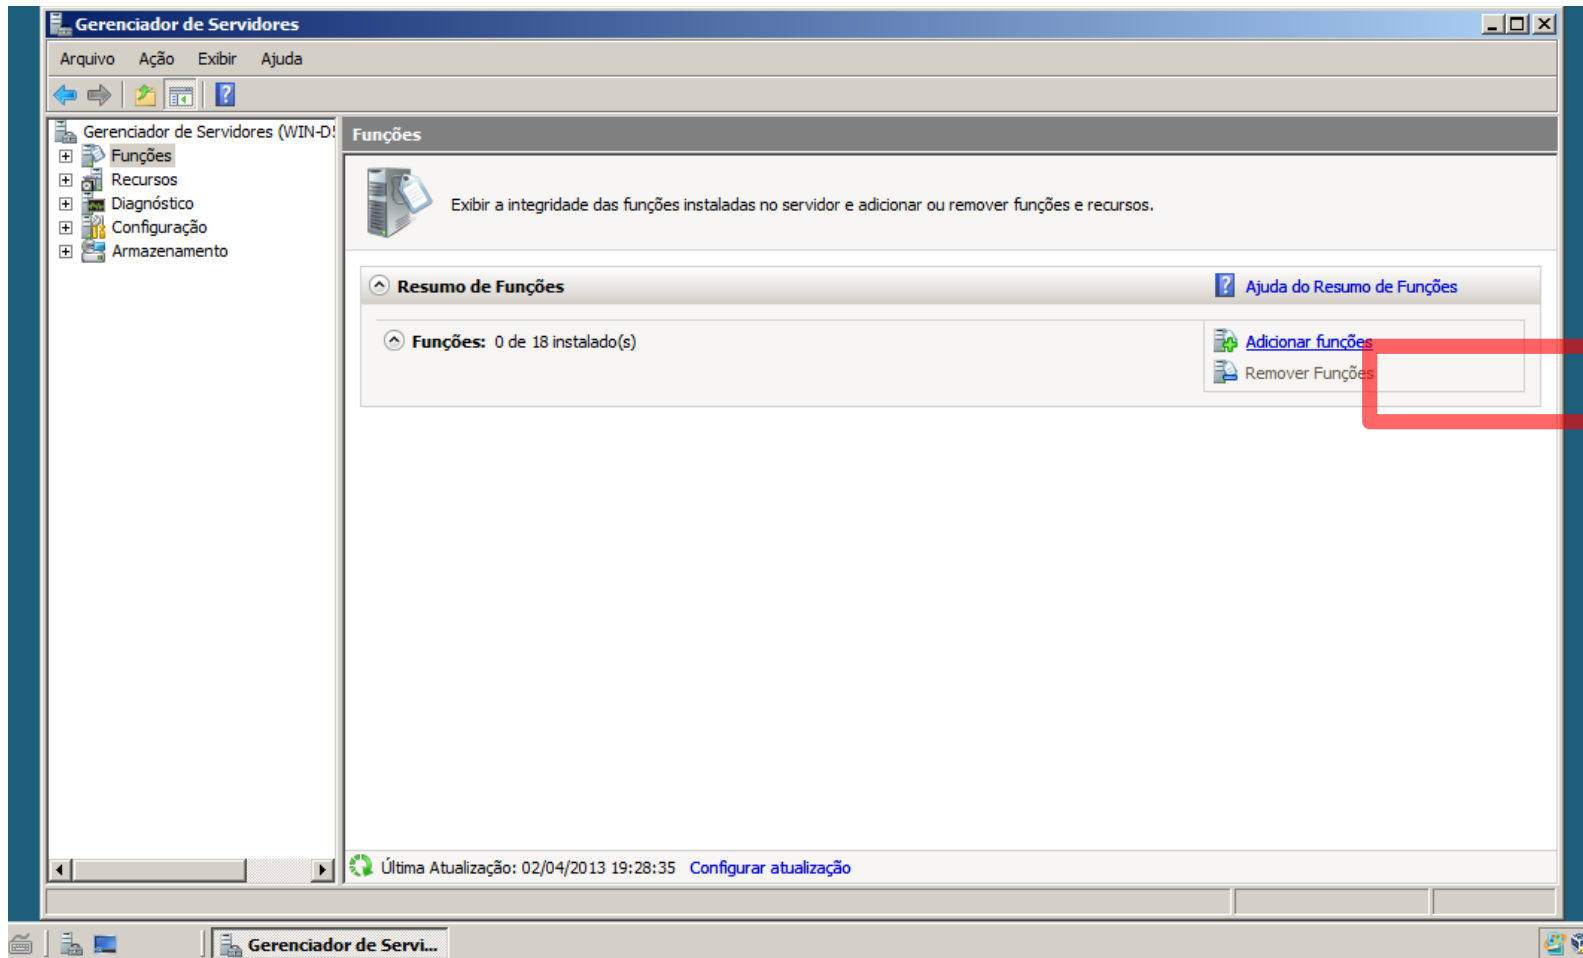 Gerenciador de Servidores
Arquivo Ação Exibir Ajuda
Gerenciador de Servidores (WIN-D
Funções
Recursos
Diagnóstico
Configuração
Armazenamento
Funções
Exibir a integridade das funções instaladas no servidor e adicionar ou remover funções e recursos.
Resumo de Funções
Ajuda do Resumo de Funções
Funções: 0 de 18 instalado(s)
Adicionar funções
Remover Funções
Última Atualização: 02/04/2013 19:28:35 Configurar atualização
Gerenciador de Servi...